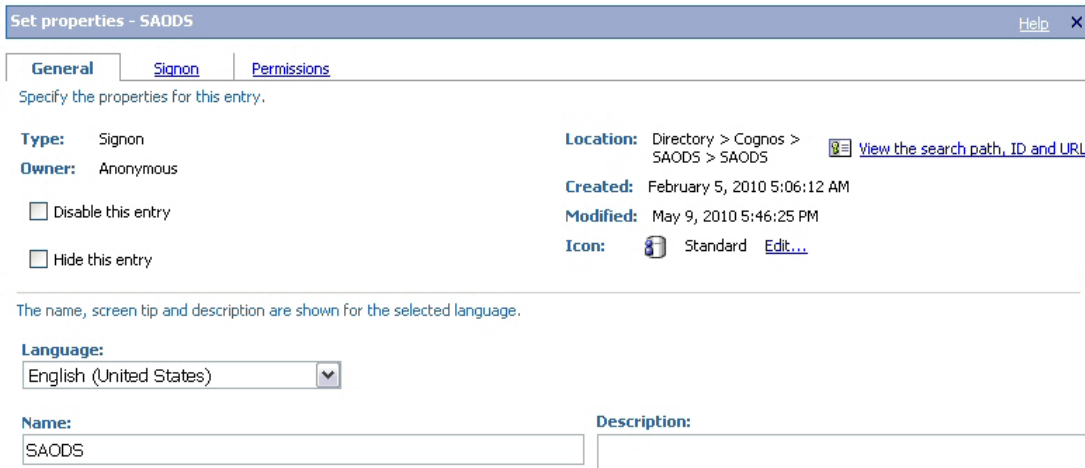 Set properties - SAODS
Help
General
Signon
Permissions
Specify the properties for this entry.
Type: Signon
Owner: Anonymous
Disable this entry
Hide this entry
Location: Directory > Cognos >
SAODS > SAODS
View the search path, ID and URL
Created: February 5, 2010 5:06:12 AM
Modified: May 9, 2010 5:46:25 PM
Icon: Standard Edit...
The name, screen tip and description are shown for the selected language.
Language:
English (United States)
Name:
SAODS
Description: